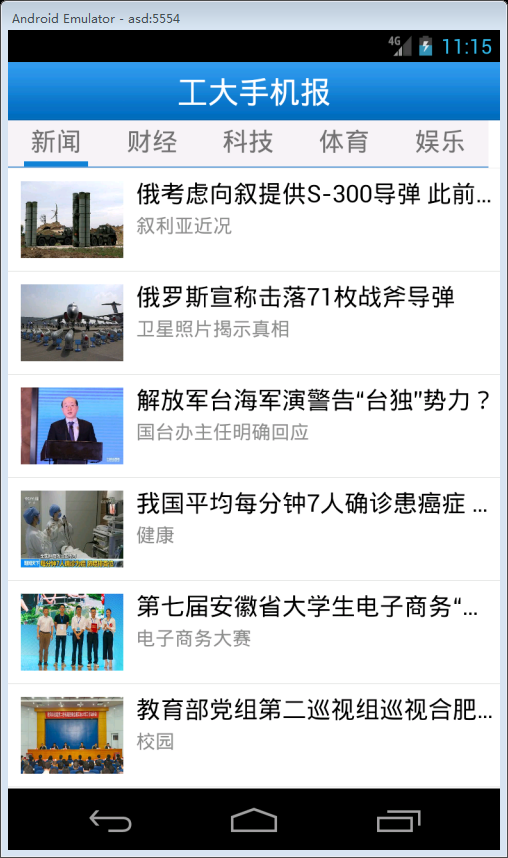 Android Emulator - asd:5554
4G 11:15
工大手机报
新闻 财经 科技 体育 娱乐
俄考虑向叙提供S-300导弹 此前...
叙利亚近况
俄罗斯宣称击落71枚战斧导弹
卫星照片揭示真相
解放军台海军演警告“台独”势力？
国台办主任明确回应
我国平均每分钟7人确诊患癌症 ...
健康
第七届安徽省大学生电子商务“...
电子商务大赛
教育部党组第二巡视组巡视合肥...
校园